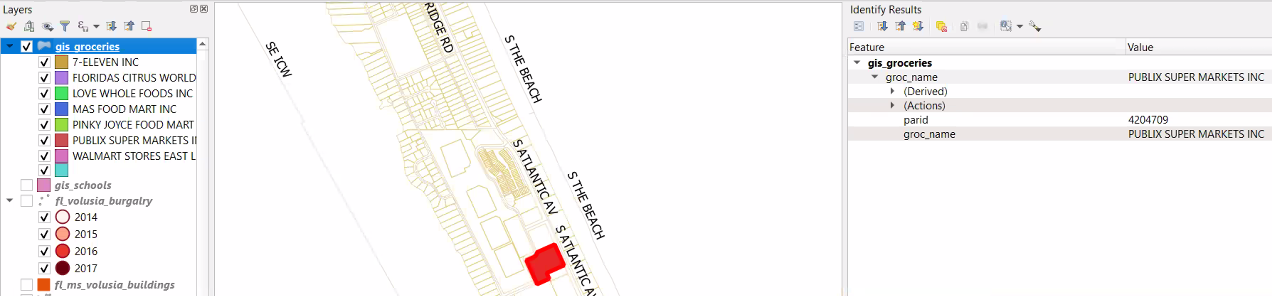 Layers
gis_groceries
7-ELEVEN INC
FLORIDAS CITRUS WORLD
LOVE WHOLE FOODS INC
MAS FOOD MART INC
PINKY JOYCE FOOD MART
PUBLIX SUPER MARKETS I
WALMART STORES EAST L
gis_schools
fl_volusia_burgalry
2014
2015
2016
2017
fl_ms_volusia_buildings
RIDGE RD
S THE BEACH
SE ICW
S ATLANTIC AV
S THE BEACH
S ATLANTIC AV
Identify Results
Feature Value
gis_groceries
groc_name PUBLIX SUPER MARKETS INC
(Derived)
(Actions)
parid 4204709
groc_name PUBLIX SUPER MARKETS INC